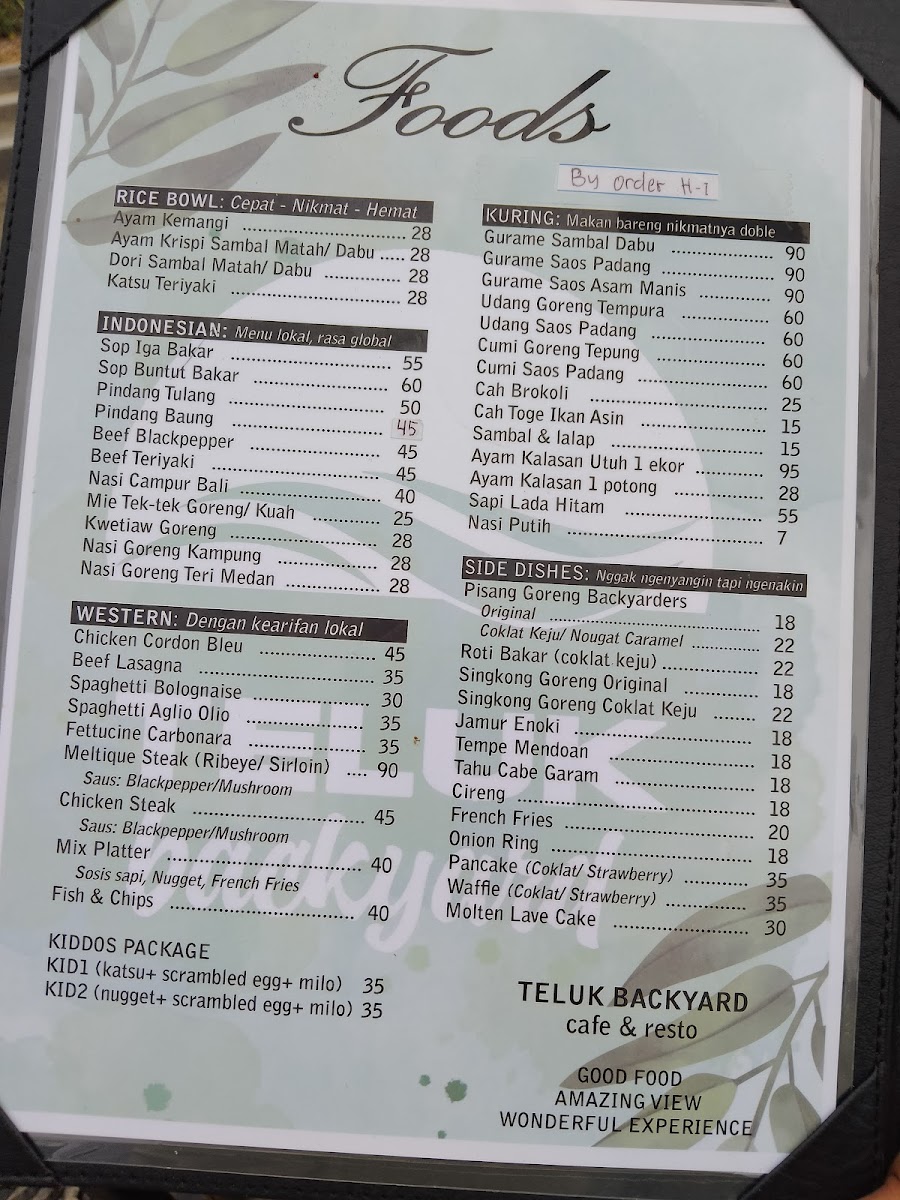 Foods
By order H-1
RICE BOWL: Cepat - Nikmat - Hemat
Ayam Kemangi 28
Ayam Krispi Sambal Matah/ Dabu 28
Dori Sambal Matah/ Dabu 28
Katsu Teriyaki 28
INDONESIAN: Menu lokal, rasa global
Sop Iga Bakar 55
Sop Buntut Bakar 60
Pindang Tulang 50
Pindang Baung 45
Beef Blackpepper 45
Beef Teriyaki 45
Nasi Campur Bali 40
Mie Tek-tek Goreng/ Kuah 25
Kwetiaw Goreng 28
Nasi Goreng Kampung 28
Nasi Goreng Teri Medan 28
WESTERN: Dengan kearifan lokal
Chicken Cordon Bleu 45
Beef Lasagna 35
Spaghetti Bolognaise 30
Spaghetti Aglio Olio 35
Fettucine Carbonara 35
Meltique Steak (Ribeye/ Sirloin) 90
Saus: Blackpepper/Mushroom
Chicken Steak 45
Saus: Blackpepper/Mushroom
Mix Platter 40
Sosis sapi, Nugget, French Fries
Fish & Chips 40
KIDDOS PACKAGE
KID1 (katsu+ scrambled egg+ milo) 35
KID2 (nugget+ scrambled egg+ milo) 35
KURING: Makan bareng nikmatnya doble
Gurame Sambal Dabu 90
Gurame Saos Padang 90
Gurame Saos Asam Manis 90
Udang Goreng Tempura 60
Udang Saos Padang 60
Cumi Goreng Tepung 60
Cumi Saos Padang 60
Cah Brokoli 25
Cah Toge Ikan Asin 15
Sambal & lalap 15
Ayam Kalasan Utuh 1 ekor 95
Ayam Kalasan 1 potong 28
Sapi Lada Hitam 55
Nasi Putih 7
SIDE DISHES: Nggak ngenyangin tapi ngenakin
Pisang Goreng Backyarders
Original 18
Coklat Keju/ Nougat Caramel 22
Roti Bakar (coklat keju) 22
Singkong Goreng Original 18
Singkong Goreng Coklat Keju 22
Jamur Enoki 18
Tempe Mendoan 18
Tahu Cabe Garam 18
Cireng 18
French Fries 20
Onion Ring 18
Pancake (Coklat/ Strawberry) 35
Waffle (Coklat/ Strawberry) 35
Molten Lave Cake 30
TELUK
backyard
TELUK BACKYARD
cafe & resto
GOOD FOOD
AMAZING VIEW
WONDERFUL EXPERIENCE